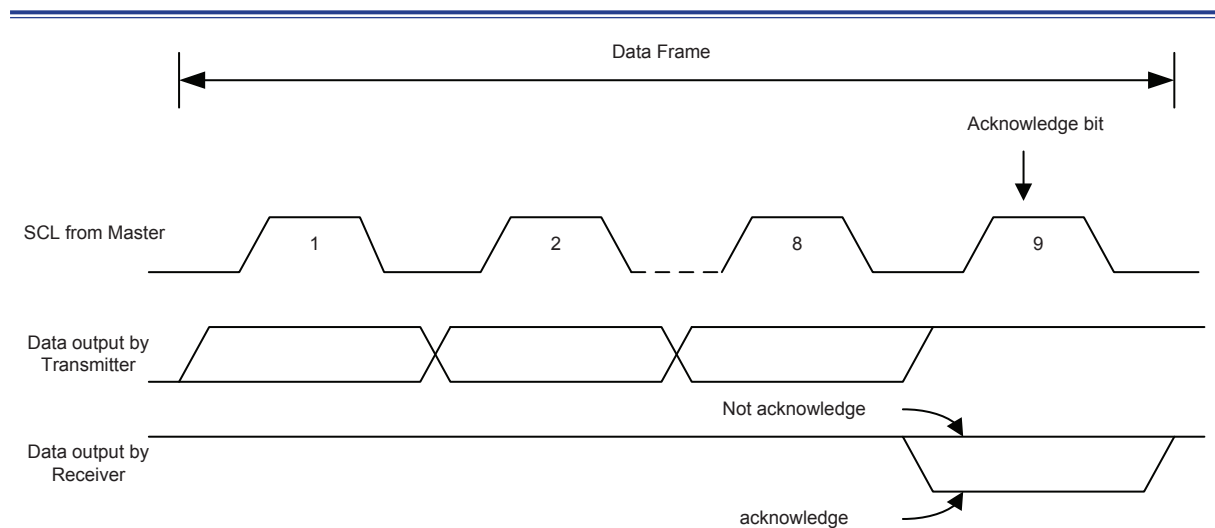 Data Frame
Acknowledge bit
SCL from Master
1
2
8
9
Data output by
Transmitter
Not acknowledge
Data output by
Receiver
acknowledge